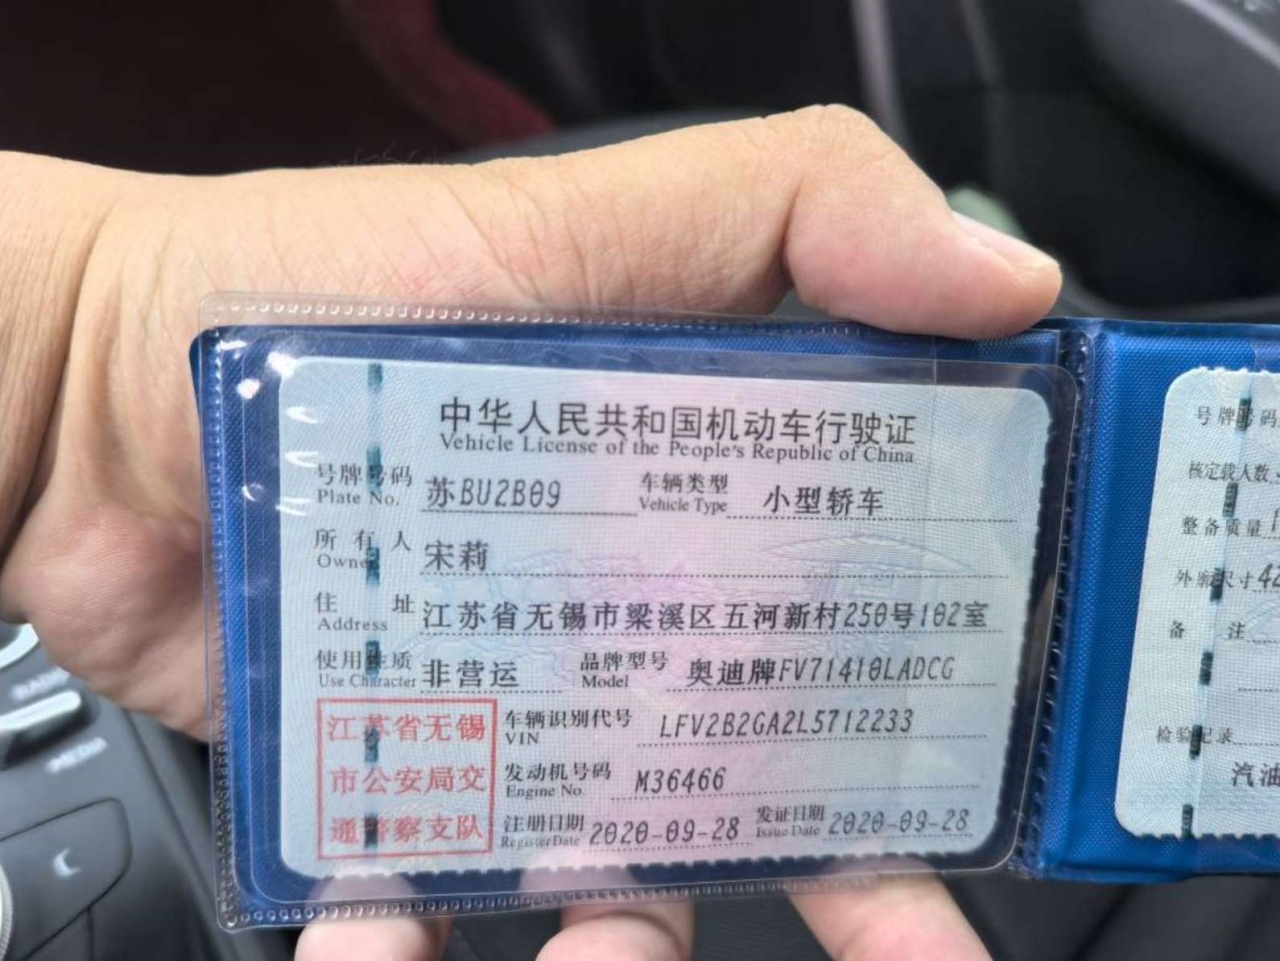 中华人民共和国机动车行驶证
Vehicle License of the People's Republic of China
号牌号码 苏BU2B09 车辆类型 小型轿车
Plate No. Vehicle Type
所有人 宋莉
Owner
住址 江苏省无锡市梁溪区五河新村250号102室
Address
使用性质 非营运 品牌型号 奥迪牌FV71410LADCG
Use Character Model
江苏省无锡
市公安局交
通警察支队
车辆识别代号 LFV2B2GA2L5712233
VIN
发动机号码 M36466
Engine No.
注册日期 2020-09-28 发证日期 2020-09-28
Register Date Issue Date
号牌号码
核定载人数
整备质量
外廓尺寸 42
备注
检验记录
汽油
MEDIA